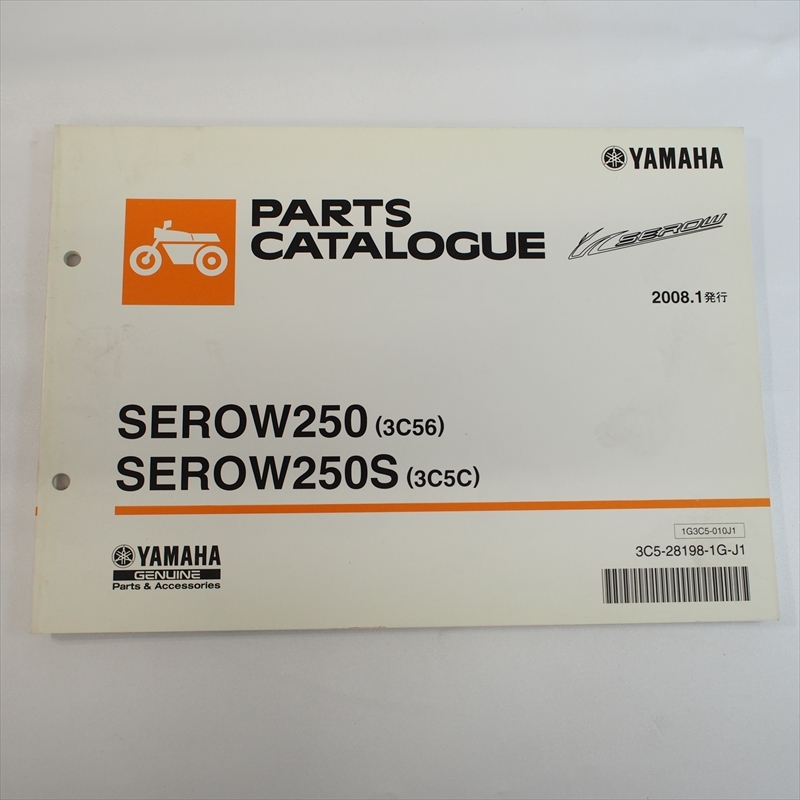 YAMAHA
PARTS
CATALOGUE
SEROW
2008.1発行
SEROW250 (3C56)
SEROW250S (3C5C)
1G3C5-010J1
3C5-28198-1G-J1
YAMAHA
GENUINE
Parts & Accessories